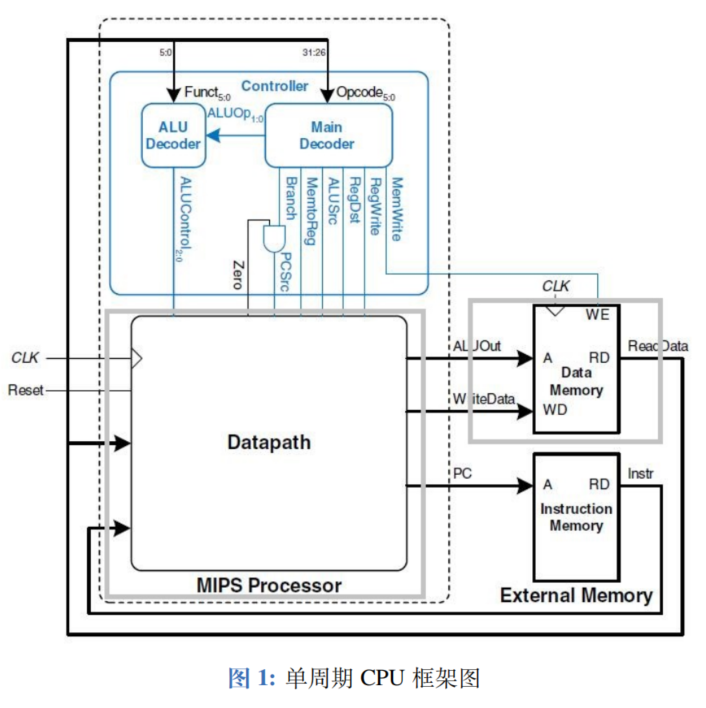 5:0
31:26
Controller
Funct5:0
Opcode5:0
ALUOp1:0
ALU
Decoder
Main
Decoder
ALUControl2:0
Zero
Branch
PCSrc
MemtoReg
ALUSrc
RegDst
RegWrite
MemWrite
CLK
WE
CLK
Reset
Datapath
ALUOut
WriteData
PC
A
RD
ReadData
Data
Memory
WD
A
RD
Instr
Instruction
Memory
MIPS Processor
External Memory
图 1: 单周期 CPU 框架图